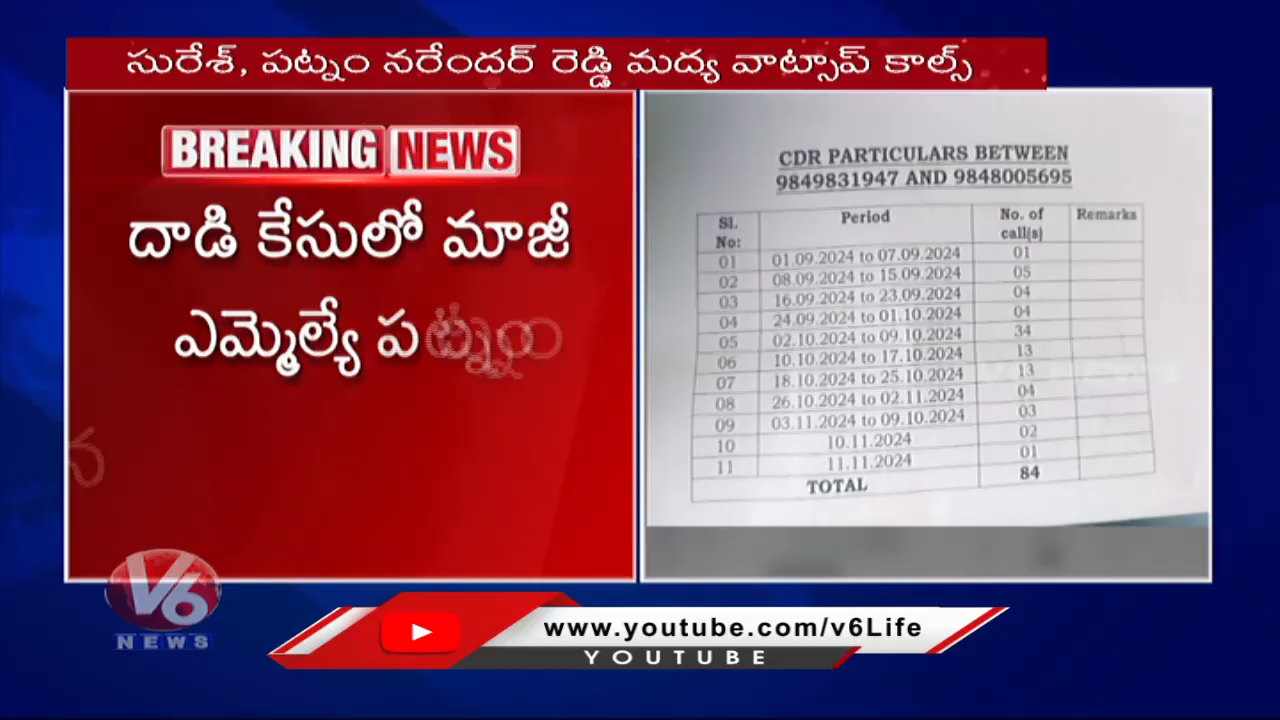 సురేశ్, పట్నం నరేందర్ రెడ్డి మద్య వాట్సాప్ కాల్స్
BREAKING NEWS
దాడి కేసులో మాజీ
ఎమ్మెల్యే పట్నం
న
CDR PARTICULARS BETWEEN
9849831947 AND 9848005695
Sl. No: Period No. of call(s) Remarks
01 01.09.2024 to 07.09.2024 01
02 08.09.2024 to 15.09.2024 05
03 16.09.2024 to 23.09.2024 04
04 24.09.2024 to 01.10.2024 04
05 02.10.2024 to 09.10.2024 34
06 10.10.2024 to 17.10.2024 13
07 18.10.2024 to 25.10.2024 13
08 26.10.2024 to 02.11.2024 04
09 03.11.2024 to 09.10.2024 03
10 10.11.2024 02
11 11.11.2024 01
TOTAL 84
V6
NEWS
www.youtube.com/v6Life
YOUTUBE